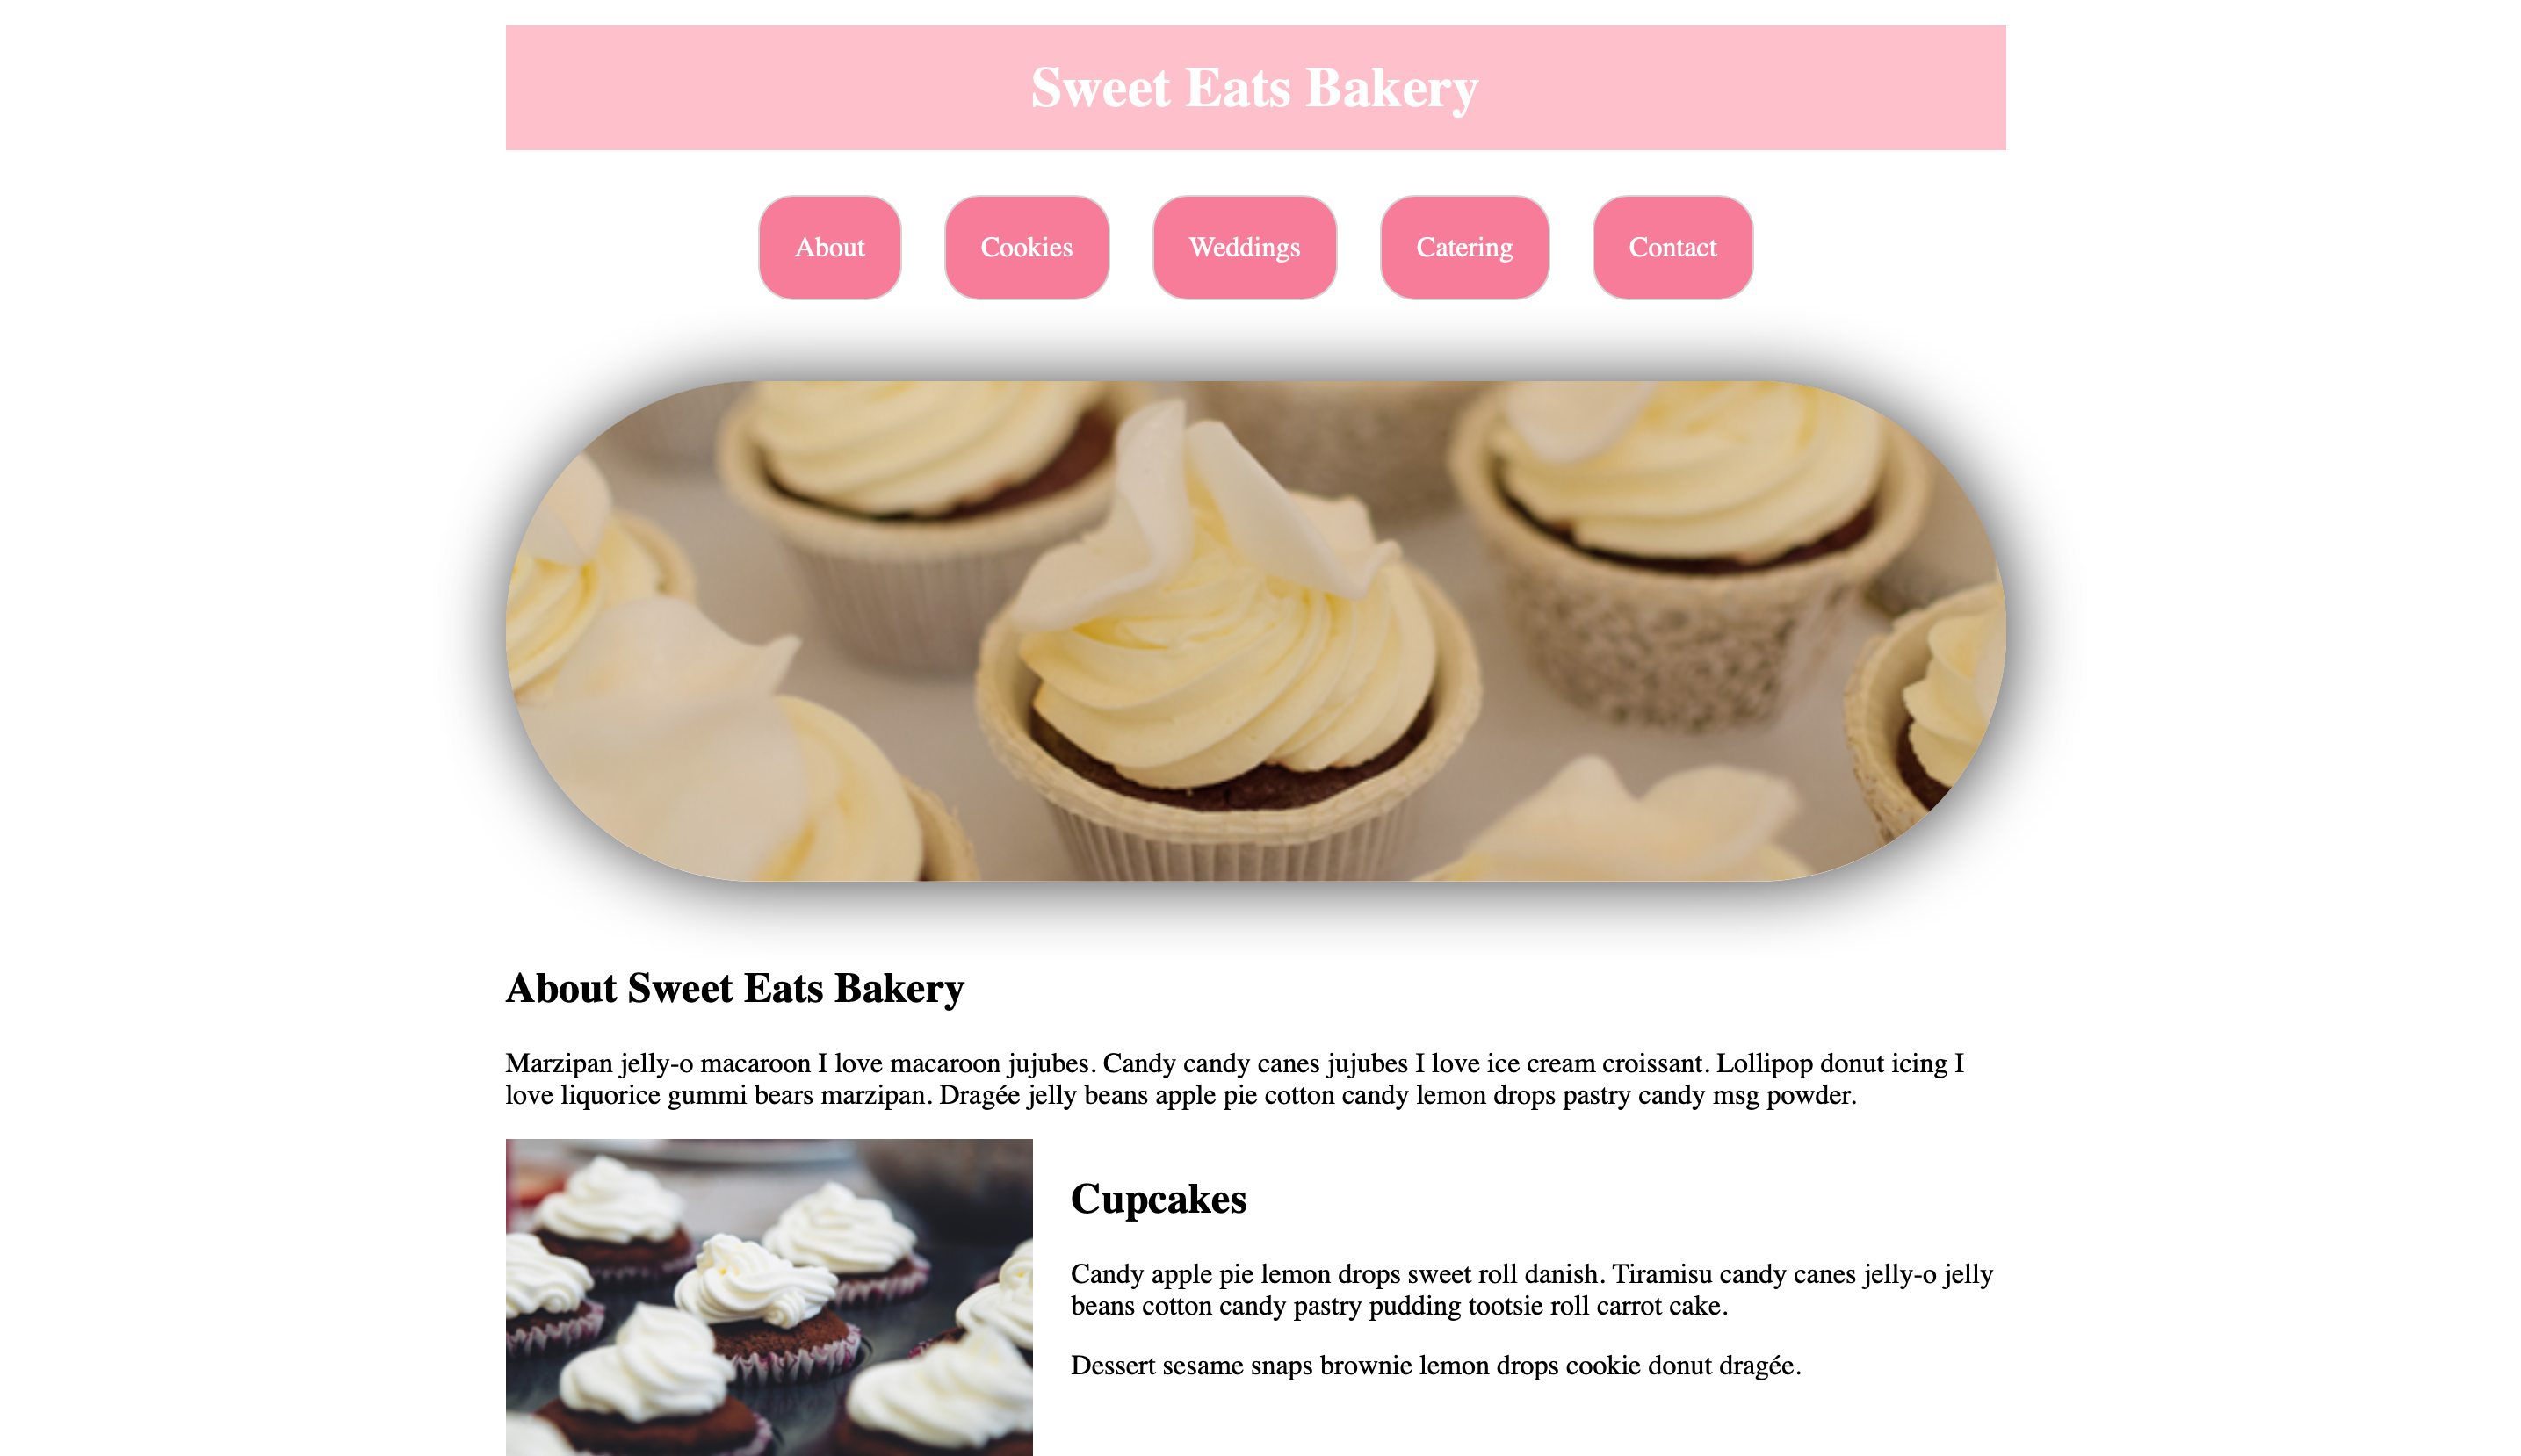 Sweet Eats Bakery
About
Cookies
Weddings
Catering
Contact
About Sweet Eats Bakery
Marzipan jelly-o macaroon I love macaroon jujubes. Candy candy canes jujubes I love ice cream croissant. Lollipop donut icing I
love liquorice gummi bears marzipan. Dragée jelly beans apple pie cotton candy lemon drops pastry candy msg powder.
Cupcakes
Candy apple pie lemon drops sweet roll danish. Tiramisu candy canes jelly-o jelly
beans cotton candy pastry pudding tootsie roll carrot cake.
Dessert sesame snaps brownie lemon drops cookie donut dragée.